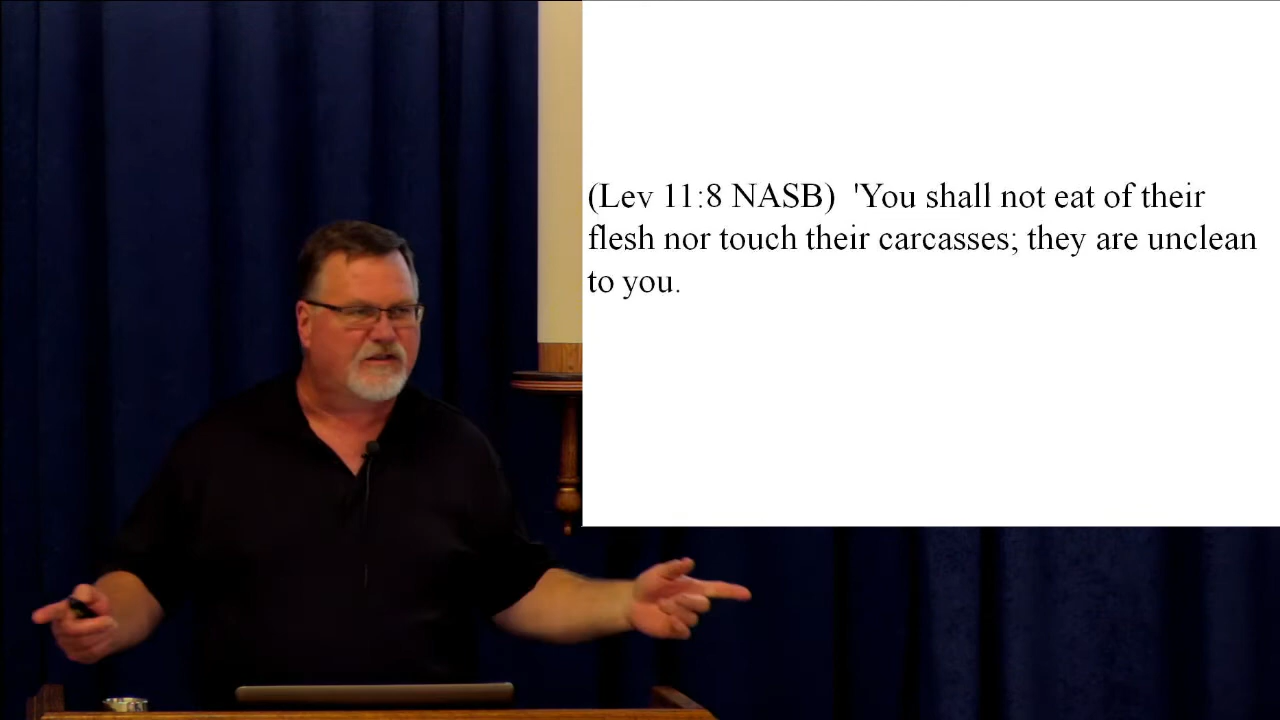 (Lev 11:8 NASB)  'You shall not eat of their
flesh nor touch their carcasses; they are unclean
to you.